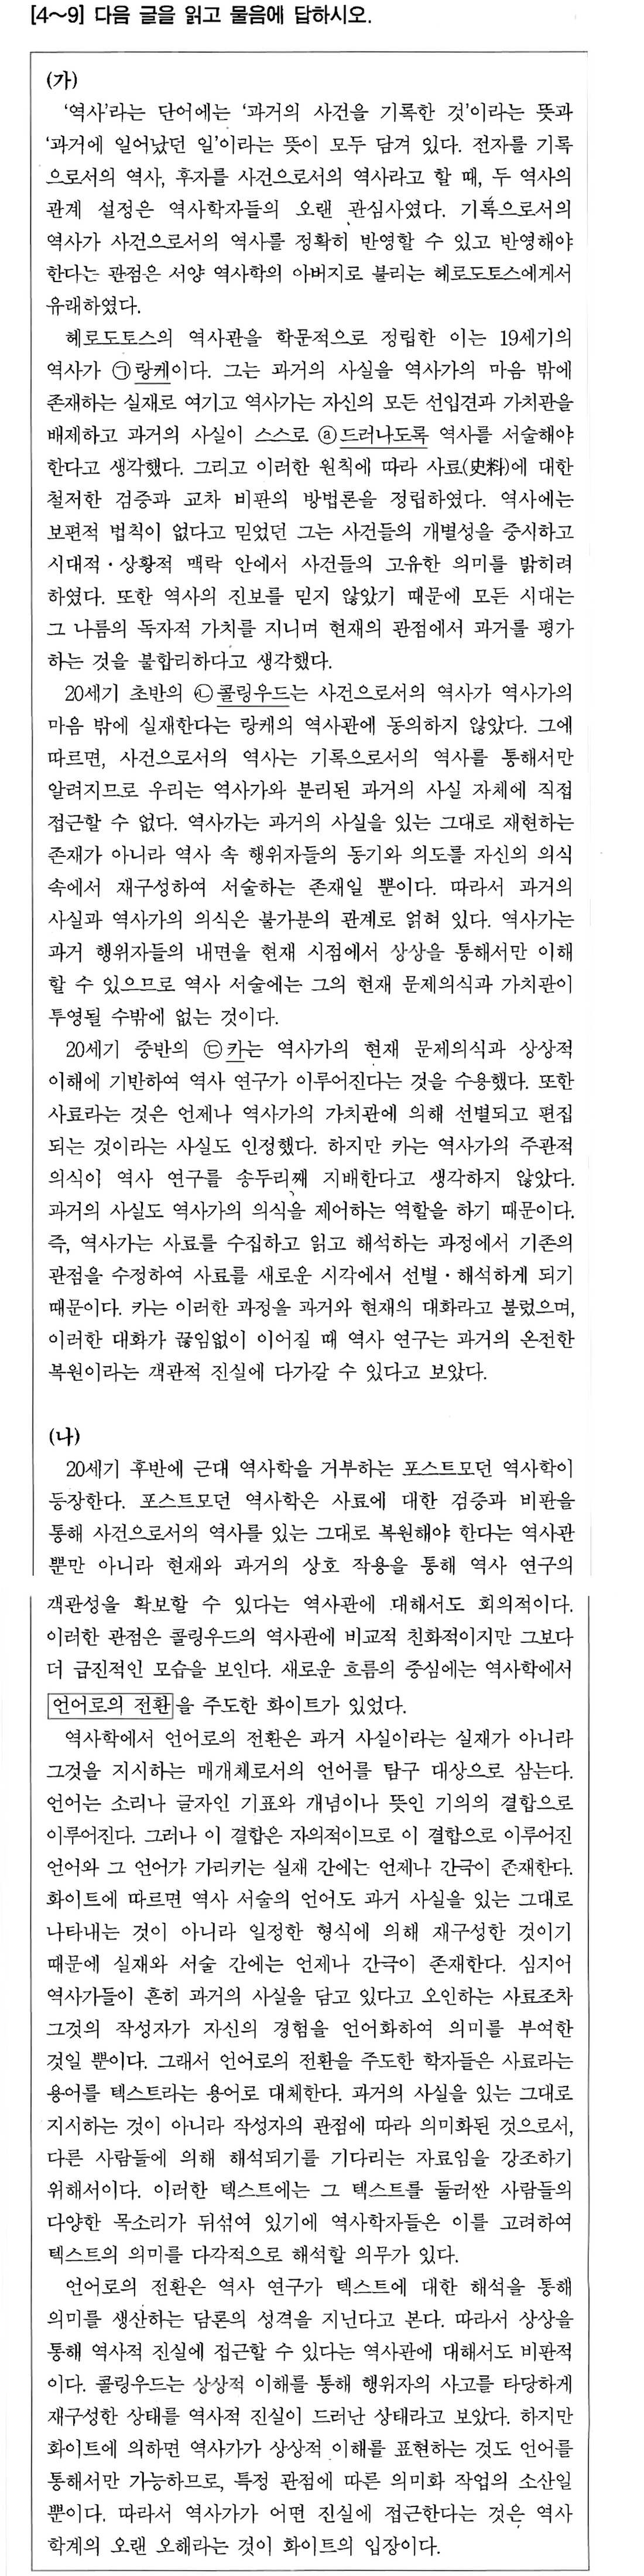 [4~9] 다음 글을 읽고 물음에 답하시오.
(가)
‘역사’라는 단어에는 ‘과거의 사건을 기록한 것’이라는 뜻과
‘과거에 일어났던 일’이라는 뜻이 모두 담겨 있다. 전자를 기록
으로서의 역사, 후자를 사건으로서의 역사라고 할 때, 두 역사의
관계 설정은 역사학자들의 오랜 관심사였다. 기록으로서의
역사가 사건으로서의 역사를 정확히 반영할 수 있고 반영해야
한다는 관점은 서양 역사학의 아버지로 불리는 헤로도토스에게서
유래하였다.
헤로도토스의 역사관을 학문적으로 정립한 이는 19세기의
역사가 ㉠랑케이다. 그는 과거의 사실을 역사가의 마음 밖에
존재하는 실재로 여기고 역사가는 자신의 모든 선입견과 가치관을
배제하고 과거의 사실이 스스로 ⓐ드러나도록 역사를 서술해야
한다고 생각했다. 그리고 이러한 원칙에 따라 사료(史料)에 대한
철저한 검증과 교차 비판의 방법론을 정립하였다. 역사에는
보편적 법칙이 없다고 믿었던 그는 사건들의 개별성을 중시하고
시대적·상황적 맥락 안에서 사건들의 고유한 의미를 밝히려
하였다. 또한 역사의 진보를 믿지 않았기 때문에 모든 시대는
그 나름의 독자적 가치를 지니며 현재의 관점에서 과거를 평가
하는 것을 불합리하다고 생각했다.
20세기 초반의 ㉡콜링우드는 사건으로서의 역사가 역사가의
마음 밖에 실재한다는 랑케의 역사관에 동의하지 않았다. 그에
따르면, 사건으로서의 역사는 기록으로서의 역사를 통해서만
알려지므로 우리는 역사가와 분리된 과거의 사실 자체에 직접
접근할 수 없다. 역사가는 과거의 사실을 있는 그대로 재현하는
존재가 아니라 역사 속 행위자들의 동기와 의도를 자신의 의식
속에서 재구성하여 서술하는 존재일 뿐이다. 따라서 과거의
사실과 역사가의 의식은 불가분의 관계로 얽혀 있다. 역사가는
과거 행위자들의 내면을 현재 시점에서 상상을 통해서만 이해
할 수 있으므로 역사 서술에는 그의 현재 문제의식과 가치관이
투영될 수밖에 없는 것이다.
20세기 중반의 ㉢카는 역사가의 현재 문제의식과 상상적
이해에 기반하여 역사 연구가 이루어진다는 것을 수용했다. 또한
사료라는 것은 언제나 역사가의 가치관에 의해 선별되고 편집
되는 것이라는 사실도 인정했다. 하지만 카는 역사가의 주관적
의식이 역사 연구를 송두리째 지배한다고 생각하지 않았다.
과거의 사실도 역사가의 의식을 제어하는 역할을 하기 때문이다.
즉, 역사가는 사료를 수집하고 읽고 해석하는 과정에서 기존의
관점을 수정하여 사료를 새로운 시각에서 선별·해석하게 되기
때문이다. 카는 이러한 과정을 과거와 현재의 대화라고 불렀으며,
이러한 대화가 끊임없이 이어질 때 역사 연구는 과거의 온전한
복원이라는 객관적 진실에 다가갈 수 있다고 보았다.
(나)
20세기 후반에 근대 역사학을 거부하는 포스트모던 역사학이
등장한다. 포스트모던 역사학은 사료에 대한 검증과 비판을
통해 사건으로서의 역사를 있는 그대로 복원해야 한다는 역사관
뿐만 아니라 현재와 과거의 상호 작용을 통해 역사 연구의
객관성을 확보할 수 있다는 역사관에 대해서도 회의적이다.
이러한 관점은 콜링우드의 역사관에 비교적 친화적이지만 그보다
더 급진적인 모습을 보인다. 새로운 흐름의 중심에는 역사학에서
언어로의 전환을 주도한 화이트가 있었다.
역사학에서 언어로의 전환은 과거 사실이라는 실재가 아니라
그것을 지시하는 매개체로서의 언어를 탐구 대상으로 삼는다.
언어는 소리나 글자인 기표와 개념이나 뜻인 기의의 결합으로
이루어진다. 그러나 이 결합은 자의적이므로 이 결합으로 이루어진
언어와 그 언어가 가리키는 실재 간에는 언제나 간극이 존재한다.
화이트에 따르면 역사 서술의 언어도 과거 사실을 있는 그대로
나타내는 것이 아니라 일정한 형식에 의해 재구성한 것이기
때문에 실재와 서술 간에는 언제나 간극이 존재한다. 심지어
역사가들이 흔히 과거의 사실을 담고 있다고 오인하는 사료조차
그것의 작성자가 자신의 경험을 언어화하여 의미를 부여한
것일 뿐이다. 그래서 언어로의 전환을 주도한 학자들은 사료라는
용어를 텍스트라는 용어로 대체한다. 과거의 사실을 있는 그대로
지시하는 것이 아니라 작성자의 관점에 따라 의미화된 것으로서,
다른 사람들에 의해 해석되기를 기다리는 자료임을 강조하기
위해서이다. 이러한 텍스트에는 그 텍스트를 둘러싼 사람들의
다양한 목소리가 뒤섞여 있기에 역사학자들은 이를 고려하여
텍스트의 의미를 다각적으로 해석할 의무가 있다.
언어로의 전환은 역사 연구가 텍스트에 대한 해석을 통해
의미를 생산하는 담론의 성격을 지닌다고 본다. 따라서 상상을
통해 역사적 진실에 접근할 수 있다는 역사관에 대해서도 비판적
이다. 콜링우드는 상상적 이해를 통해 행위자의 사고를 타당하게
재구성한 상태를 역사적 진실이 드러난 상태라고 보았다. 하지만
화이트에 의하면 역사가가 상상적 이해를 표현하는 것도 언어를
통해서만 가능하므로, 특정 관점에 따른 의미화 작업의 소산일
뿐이다. 따라서 역사가가 어떤 진실에 접근한다는 것은 역사
학계의 오랜 오해라는 것이 화이트의 입장이다.